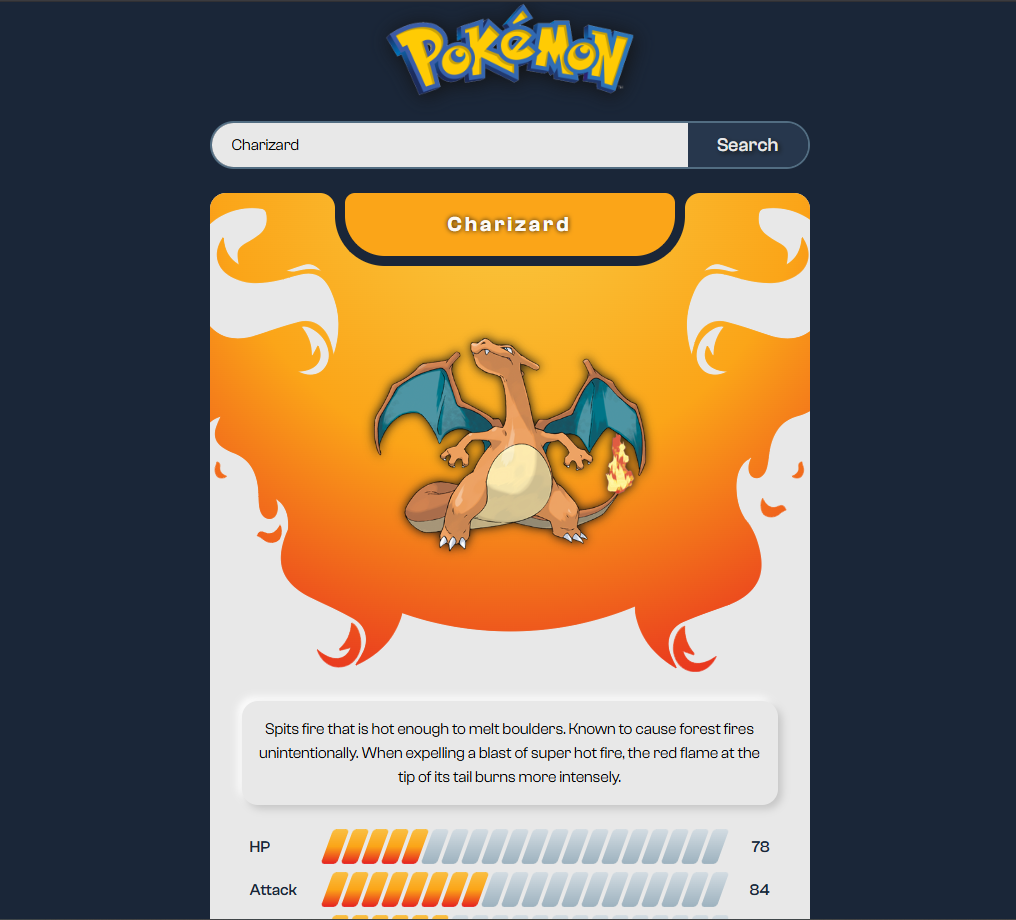 Pokémon
Charizard
Search
Charizard
Spits fire that is hot enough to melt boulders. Known to cause forest fires
unintentionally. When expelling a blast of super hot fire, the red flame at the
tip of its tail burns more intensely.
HP 78
Attack 84